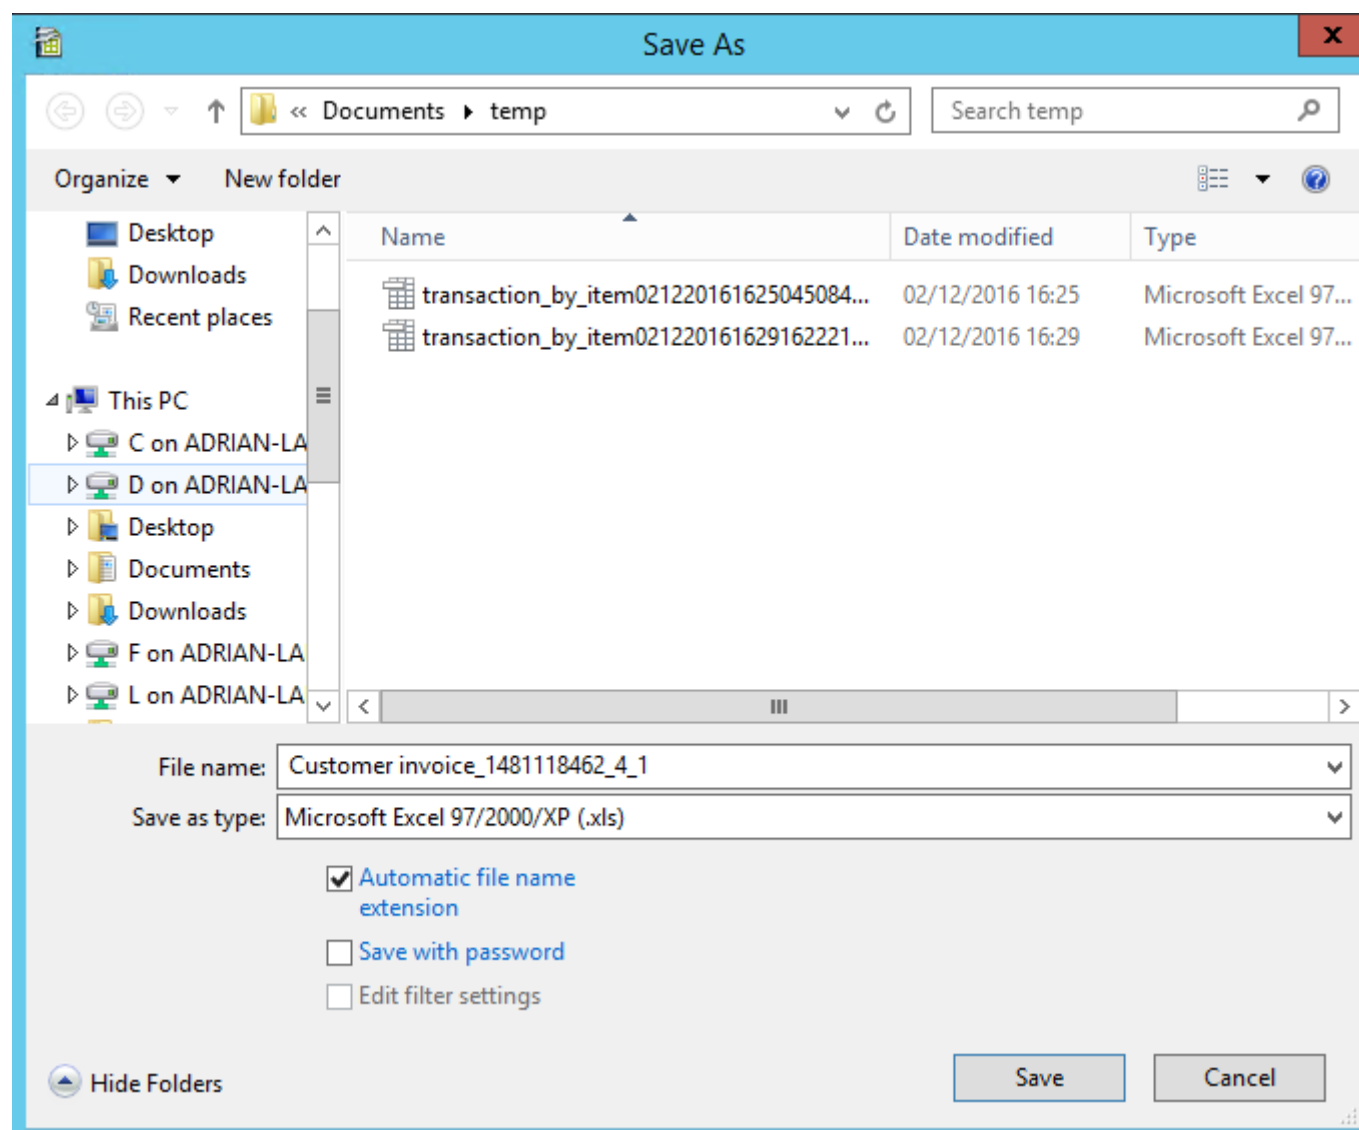 Save As
« Documents temp
Search temp
Organize
New folder
Name
Date modified
Type
transaction_by_item021220161625045084... 02/12/2016 16:25 Microsoft Excel 97...
transaction_by_item021220161629162221... 02/12/2016 16:29 Microsoft Excel 97...
Desktop
Downloads
Recent places
This PC
C on ADRIAN-LA
D on ADRIAN-LA
Desktop
Documents
Downloads
F on ADRIAN-LA
L on ADRIAN-LA
File name: Customer invoice_1481118462_4_1
Save as type: Microsoft Excel 97/2000/XP (.xls)
Automatic file name
extension
Save with password
Edit filter settings
Hide Folders
Save
Cancel